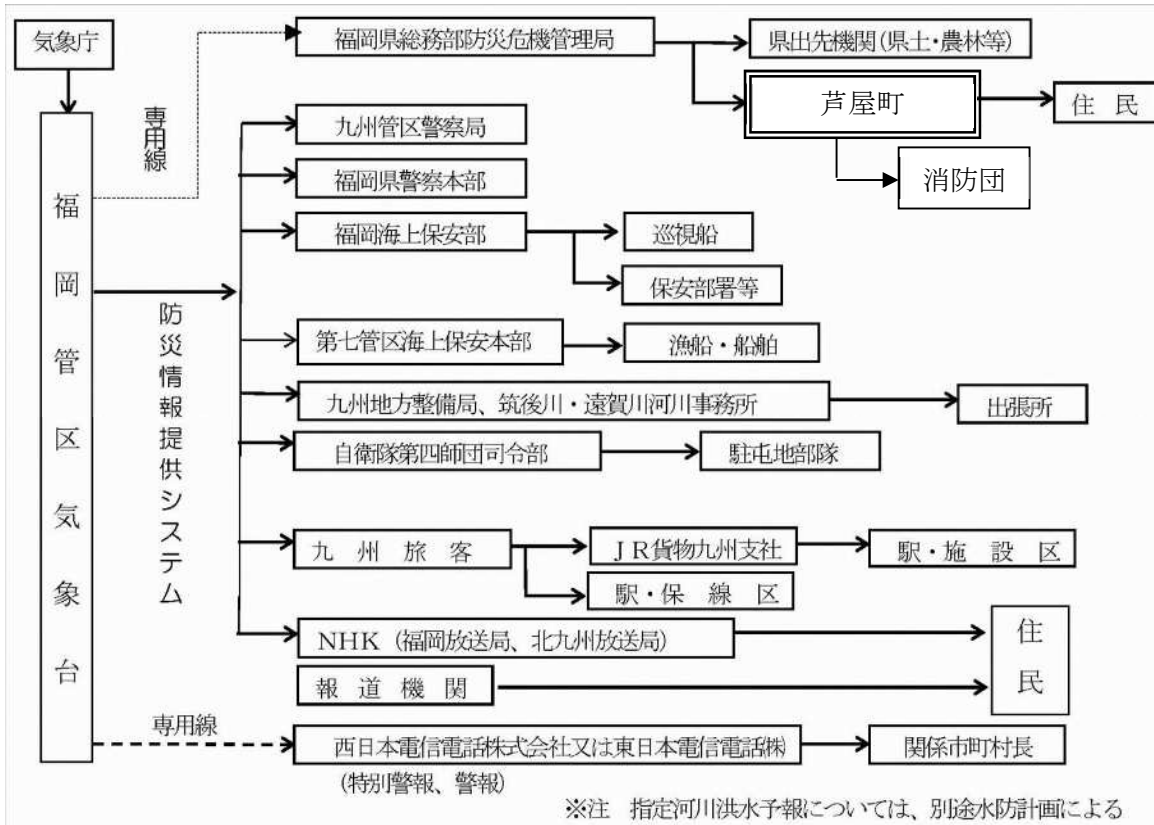 気象庁
福岡管区気象台
専用線
防災情報提供システム
福岡県総務部防災危機管理局
県出先機関(県土・農林等)
芦屋町
住 民
消防団
九州管区警察局
福岡県警察本部
福岡海上保安部
巡視船
保安部署等
第七管区海上保安本部
漁船・船舶
九州地方整備局、筑後川・遠賀川河川事務所
出張所
自衛隊第四師団司令部
駐屯地部隊
九 州 旅 客
JR貨物九州支社
駅・施 設 区
駅・保 線 区
NHK (福岡放送局、北九州放送局)
報 道 機 関
住民
専用線
西日本電信電話株式会社又は東日本電信電話㈱
関係市町村長
(特別警報、警報)
※注 指定河川洪水予報については、別途水防計画による